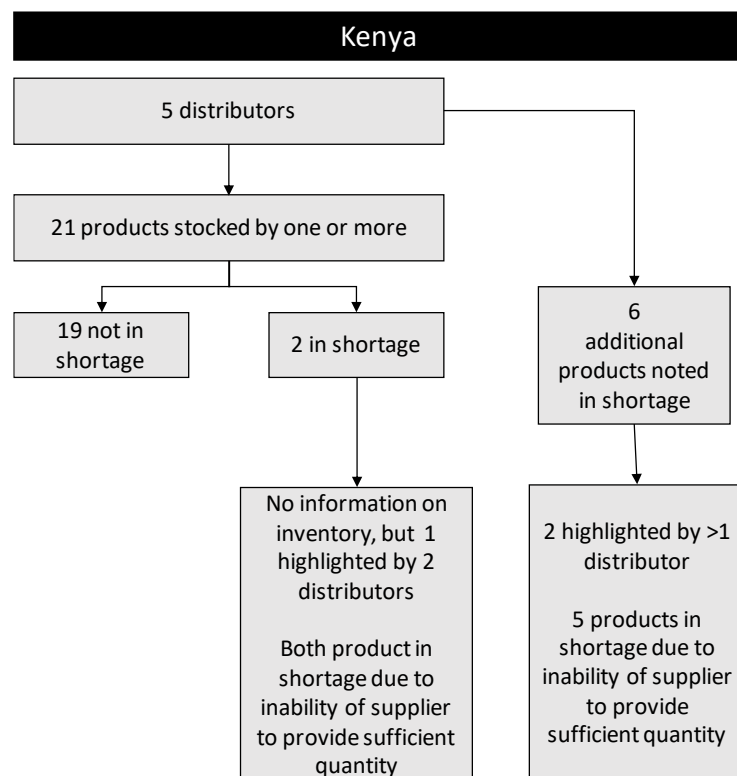 Kenya
5 distributors
21 products stocked by one or more
19 not in
shortage
2 in shortage
6
additional
products noted
in shortage
No information on
inventory, but 1
highlighted by 2
distributors
Both product in
shortage due to
inability of supplier
to provide sufficient
quantity
2 highlighted by >1
distributor
5 products in
shortage due to
inability of supplier
to provide
sufficient quantity